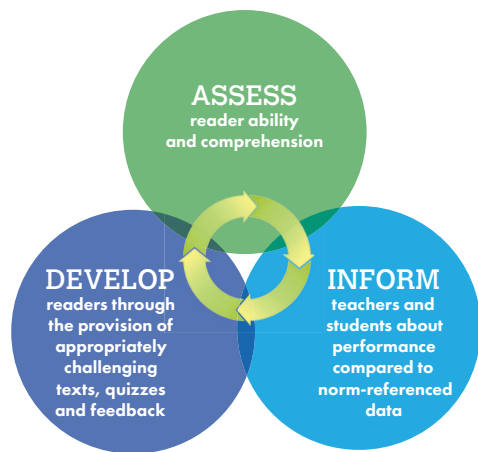 ASSESS
reader ability
and comprehension
DEVELOP
readers through
the provision of
appropriately
challenging
texts, quizzes
and feedback
INFORM
teachers and
students about
performance
compared to
norm-referenced
data